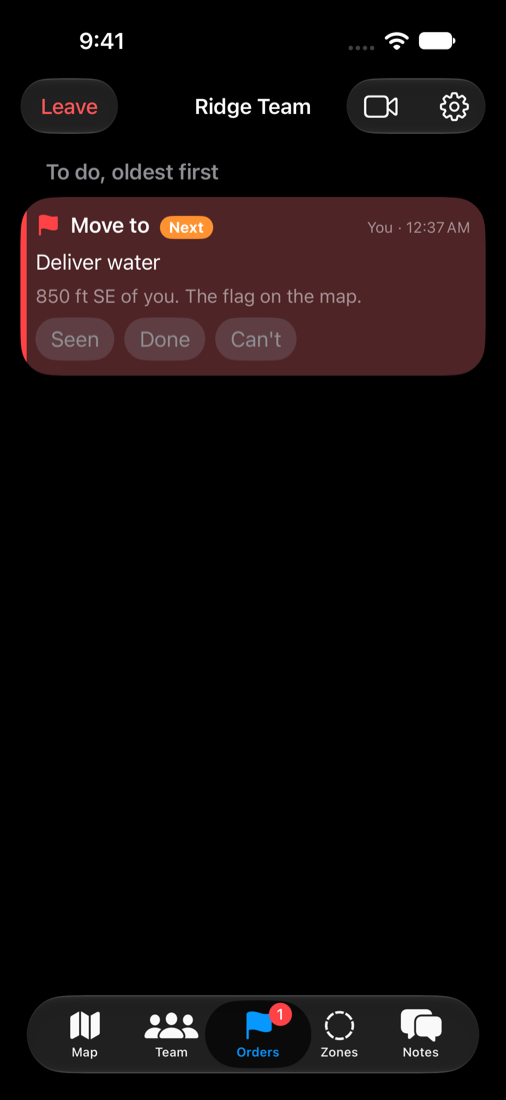 9:41
Leave
Ridge Team
To do, oldest first
Move to Next You · 12:37 AM
Deliver water
850 ft SE of you. The flag on the map.
Seen Done Can't
1
Map Team Orders Zones Notes